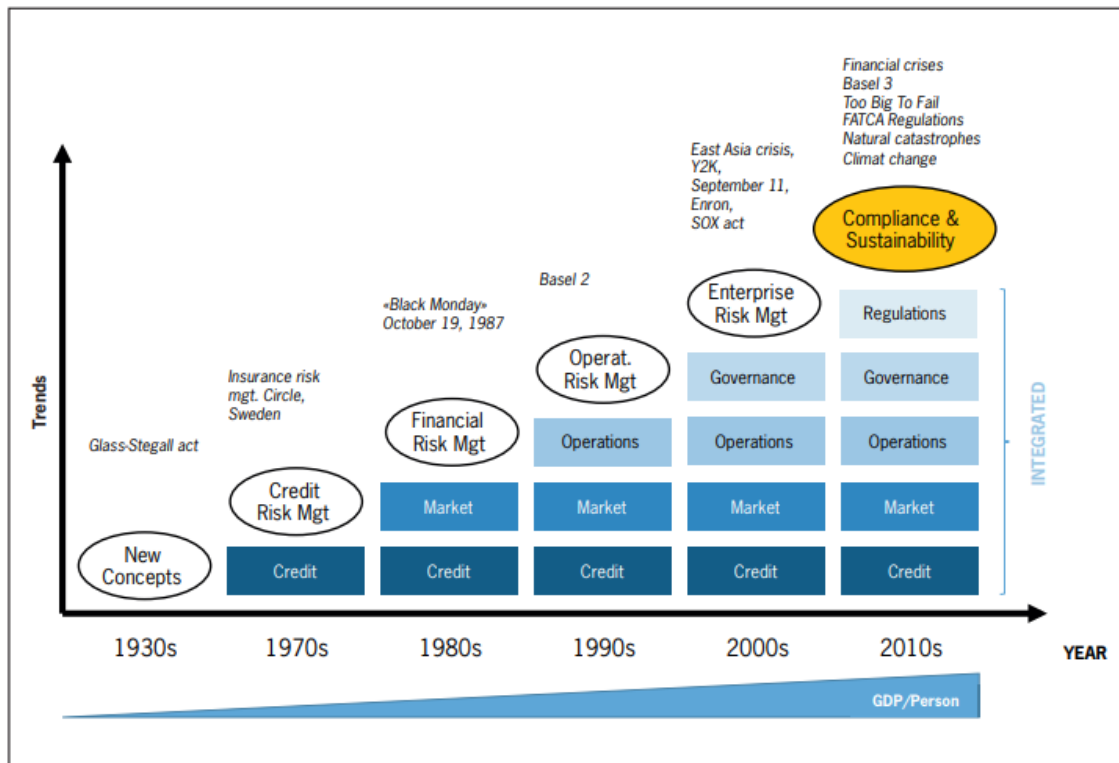 Financial crises
Basel 3
Too Big To Fail
FATCA Regulations
Natural catastrophes
Climat change
East Asia crisis,
Y2K,
September 11,
Enron,
SOX act
Compliance &
Sustainability
Basel 2
Enterprise
Risk Mgt
Regulations
«Black Monday»
October 19, 1987
Operat.
Risk Mgt
Governance
Governance
Insurance risk
mgt. Circle,
Sweden
Financial
Risk Mgt
Operations
Operations
Operations
Trends
INTEGRATED
Glass-Stegall act
Credit
Risk Mgt
Market
Market
Market
Market
New
Concepts
Credit
Credit
Credit
Credit
Credit
1930s
1970s
1980s
1990s
2000s
2010s
YEAR
GDP/Person